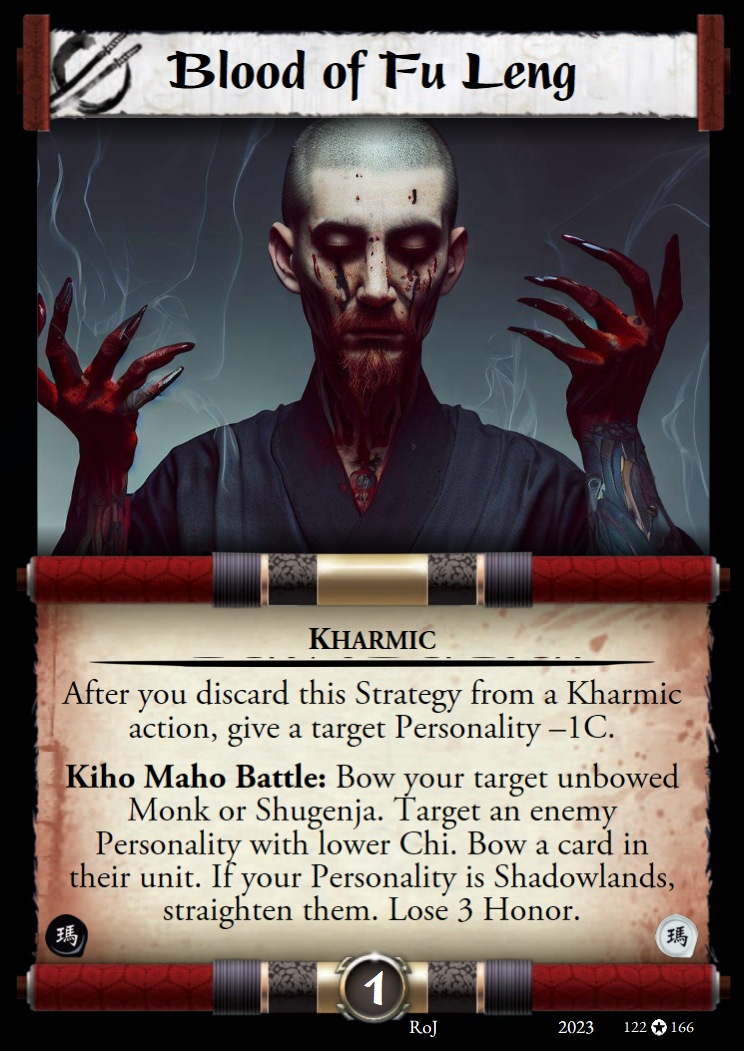 Blood of Fu Leng
Kharmic
After you discard this Strategy from a Kharmic
action, give a target Personality –1C.
Kiho Maho Battle: Bow your target unbowed
Monk or Shugenja. Target an enemy
Personality with lower Chi. Bow a card in
their unit. If your Personality is Shadowlands,
straighten them. Lose 3 Honor.
瑪 瑪
1
RoJ 2023 122 166